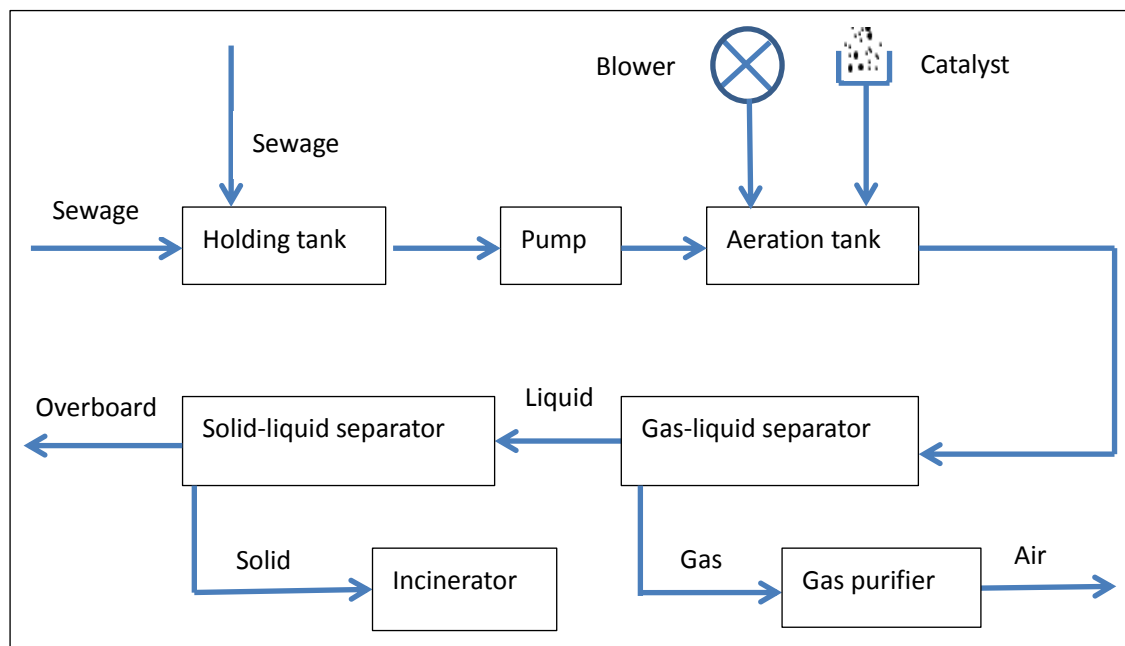 Blower
Catalyst
Sewage
Sewage
Holding tank
Pump
Aeration tank
Overboard
Solid-liquid separator
Liquid
Gas-liquid separator
Solid
Incinerator
Gas
Gas purifier
Air